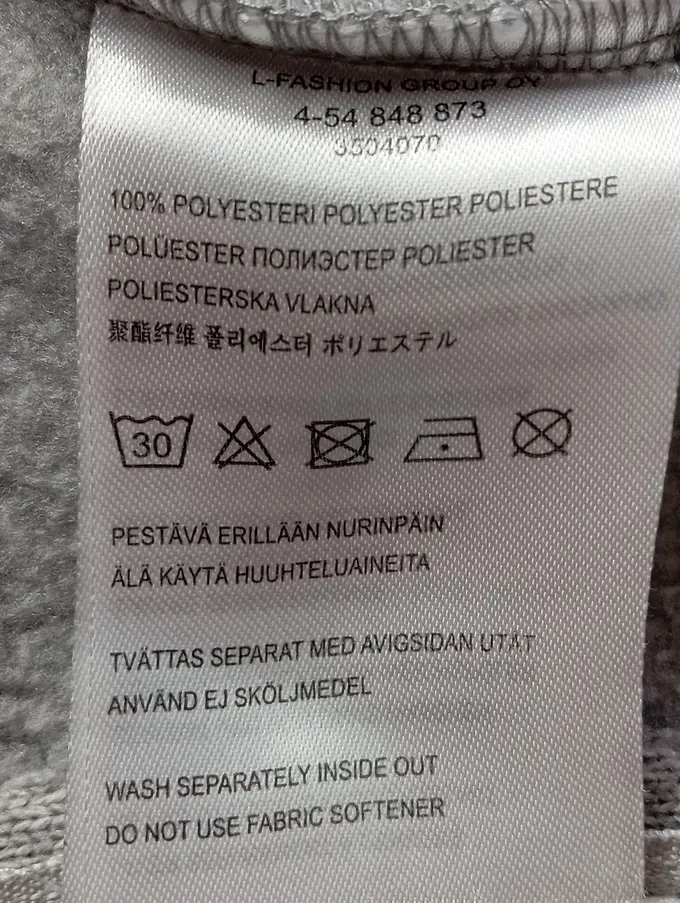 L-FASHION GROUP OY
4-54 848 873
3504070
100% POLYESTERI POLYESTER POLIESTERE
POLÜESTER ПОЛИЭСТЕР POLIESTER
POLIESTERSKA VLAKNA
聚酯纤维 폴리에스터 ポリエステル
30
PESTÄVÄ ERILLÄÄN NURINPÄIN
ÄLÄ KÄYTÄ HUUHTELUAINEITA
TVÄTTAS SEPARAT MED AVIGSIDAN UTÅT
ANVÄND EJ SKÖLJMEDEL
WASH SEPARATELY INSIDE OUT
DO NOT USE FABRIC SOFTENER